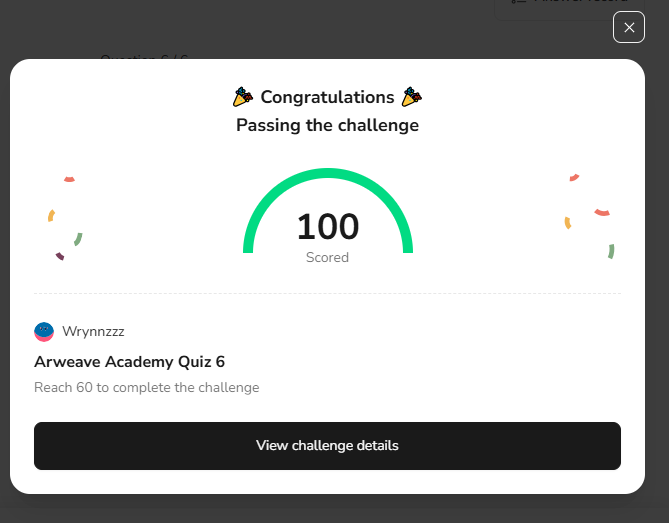 Congratulations
Passing the challenge
100
Scored
Wrynnzzz
Arweave Academy Quiz 6
Reach 60 to complete the challenge
View challenge details